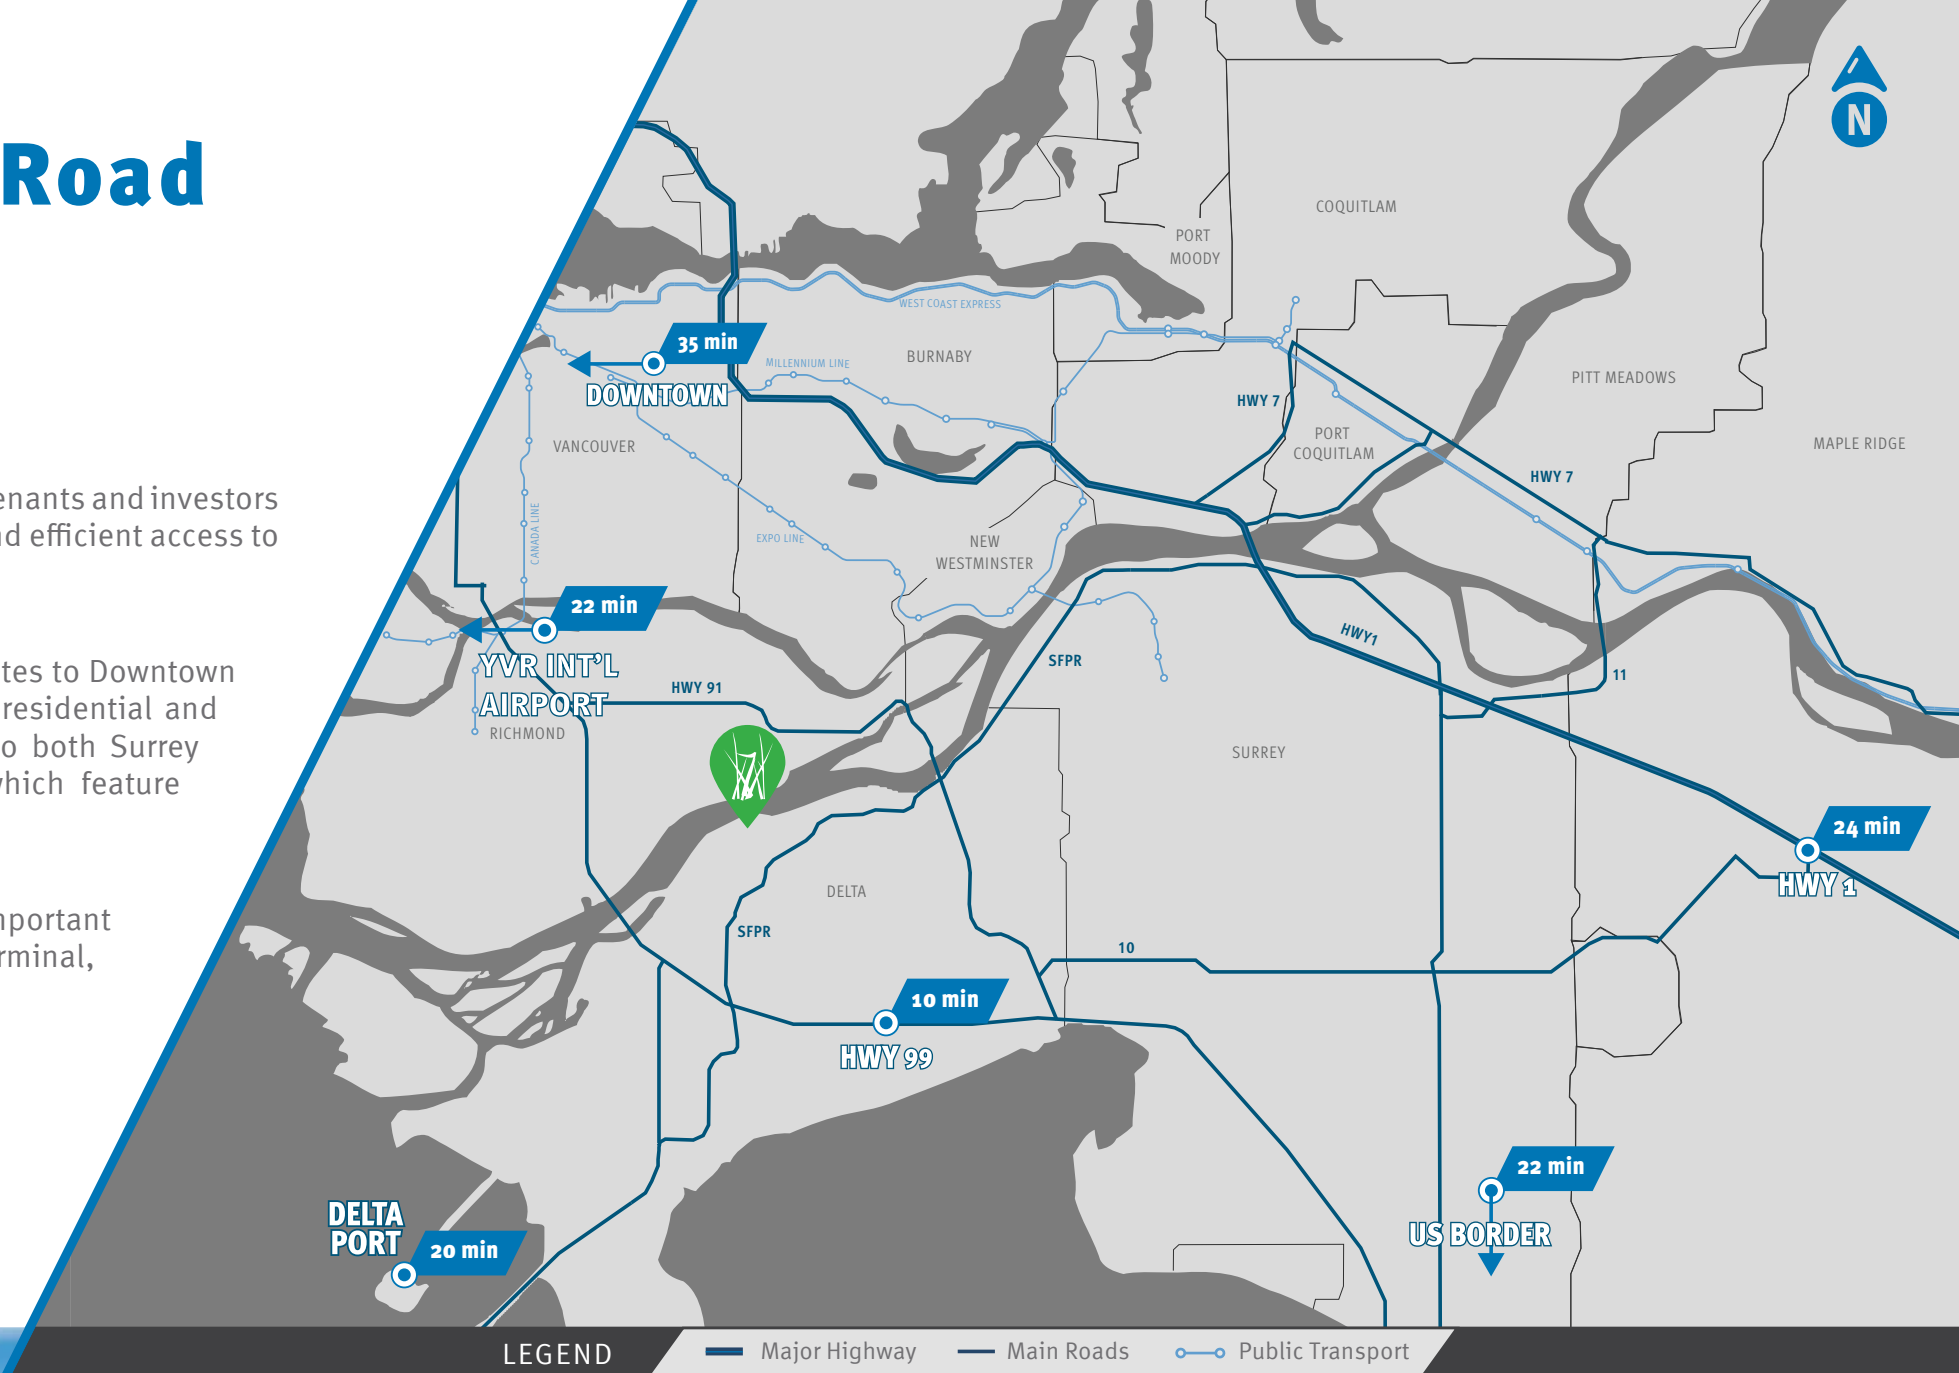 Road
enants and investors
nd efficient access to
tes to Downtown
residential and
o both Surrey
which feature
mportant
rminal,
N
COQUITLAM
PORT
MOODY
WEST COAST EXPRESS
35 min
DOWNTOWN
MILLENNIUM LINE
BURNABY
PITT MEADOWS
HWY 7
PORT
COQUITLAM
MAPLE RIDGE
VANCOUVER
HWY 7
CANADA LINE
EXPO LINE
NEW
WESTMINSTER
22 min
YVR INT'L
AIRPORT
HWY 91
RICHMOND
SFPR
HWY1
11
7
SURREY
24 min
HWY 1
DELTA
SFPR
10
10 min
HWY 99
22 min
US BORDER
DELTA
PORT
20 min
LEGEND
Major Highway
Main Roads
Public Transport